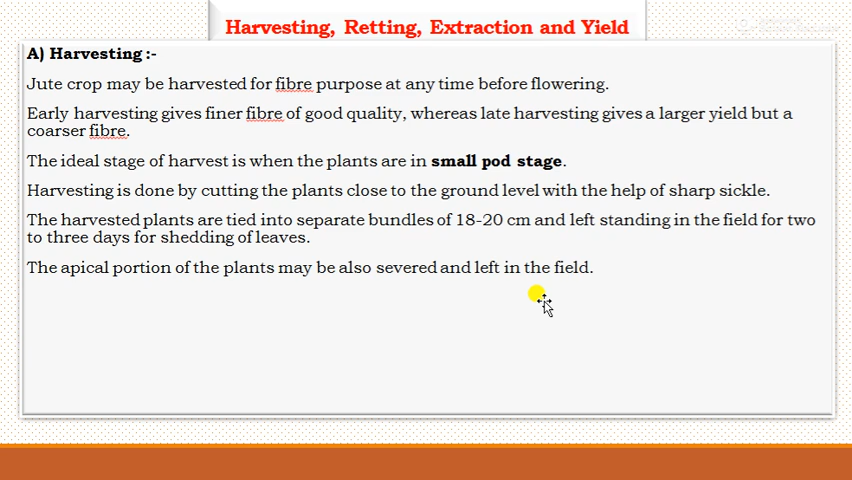 Harvesting, Retting, Extraction and Yield
A) Harvesting :-
Jute crop may be harvested for fibre purpose at any time before flowering.
Early harvesting gives finer fibre of good quality, whereas late harvesting gives a larger yield but a
coarser fibre.
The ideal stage of harvest is when the plants are in small pod stage.
Harvesting is done by cutting the plants close to the ground level with the help of sharp sickle.
The harvested plants are tied into separate bundles of 18-20 cm and left standing in the field for two
to three days for shedding of leaves.
The apical portion of the plants may be also severed and left in the field.